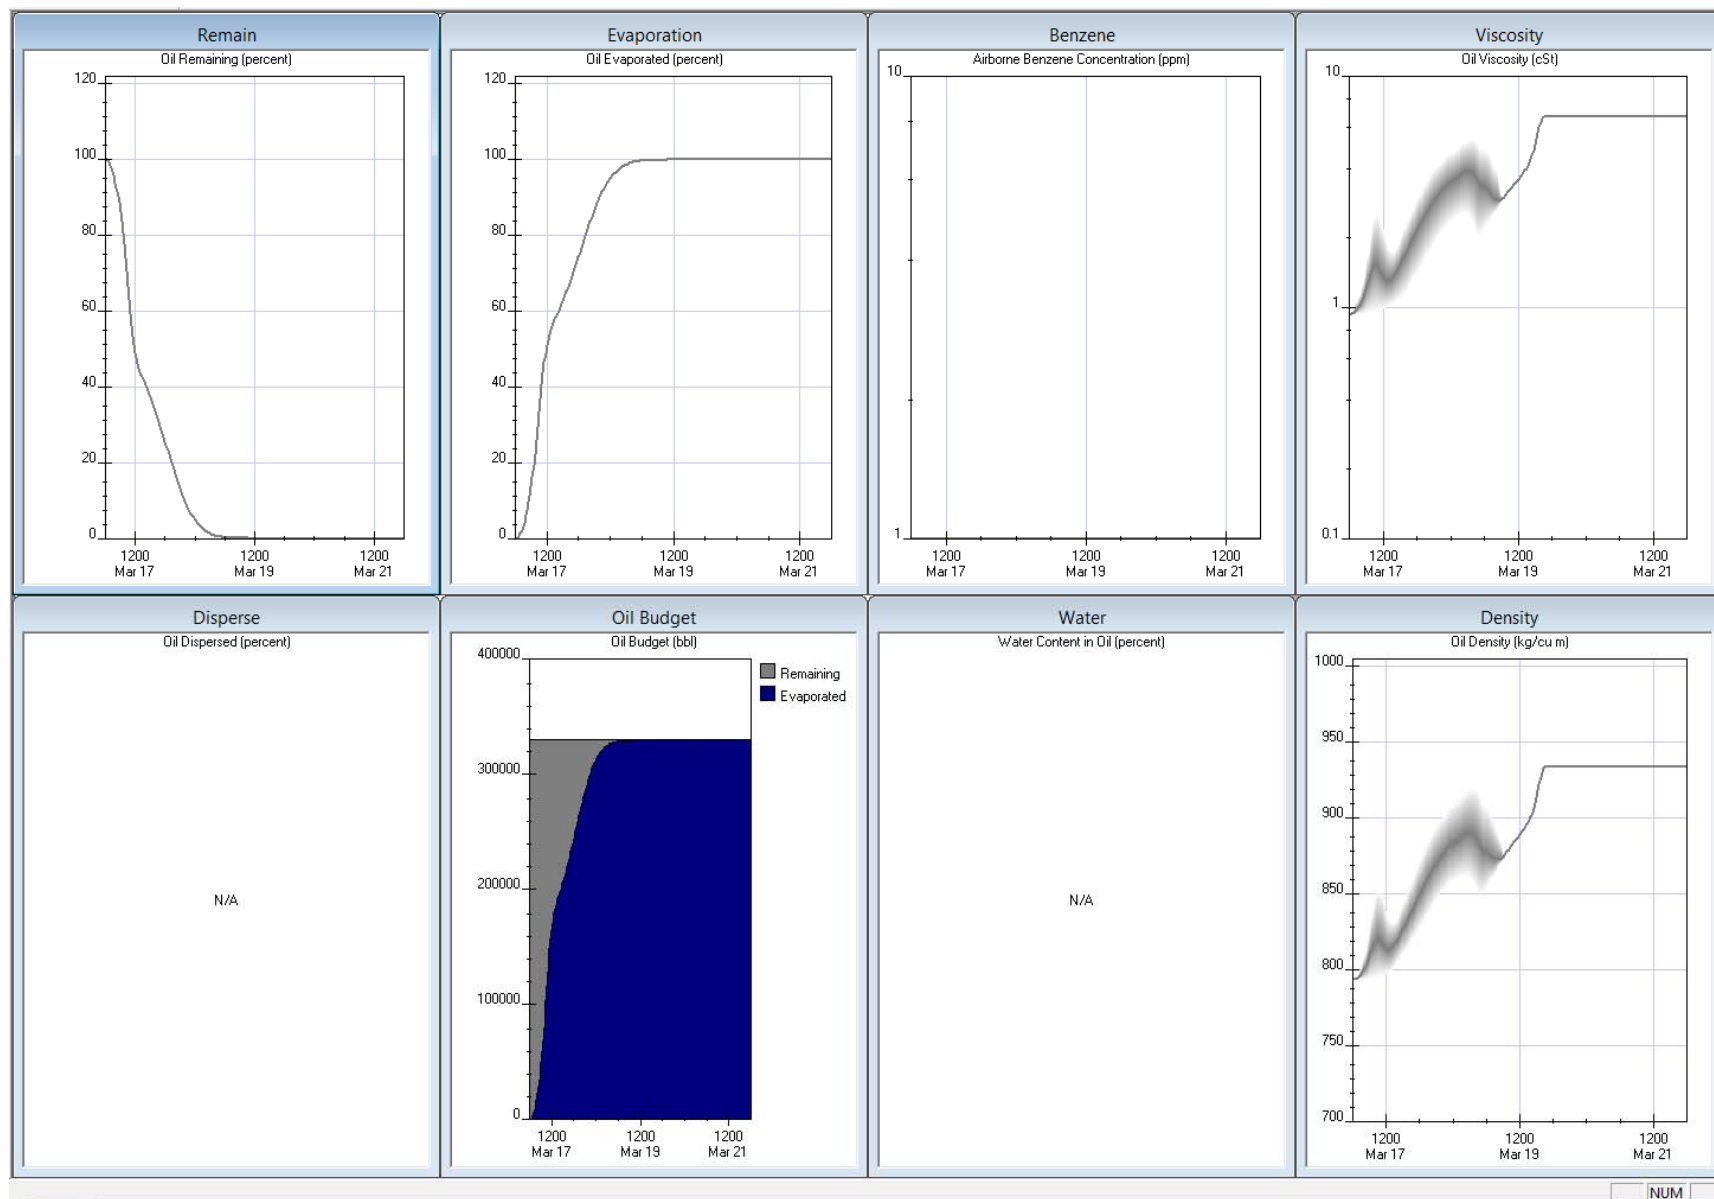 Remain
Oil Remaining (percent)
120
100
80
60
40
20
0
1200 1200 1200
Mar 17 Mar 19 Mar 21
Evaporation
Oil Evaporated (percent)
120
100
80
60
40
20
0
1200 1200 1200
Mar 17 Mar 19 Mar 21
Benzene
Airborne Benzene Concentration (ppm)
10
1
1200 1200 1200
Mar 17 Mar 19 Mar 21
Viscosity
Oil Viscosity (cSt)
10
1
0.1
1200 1200 1200
Mar 17 Mar 19 Mar 21
Disperse
Oil Dispersed (percent)
N/A
Oil Budget
Oil Budget (bbl)
400000
300000
200000
100000
0
Remaining
Evaporated
1200 1200 1200
Mar 17 Mar 19 Mar 21
Water
Water Content in Oil (percent)
N/A
Density
Oil Density (kg/cu m)
1000
950
900
850
800
750
700
1200 1200 1200
Mar 17 Mar 19 Mar 21
NUM